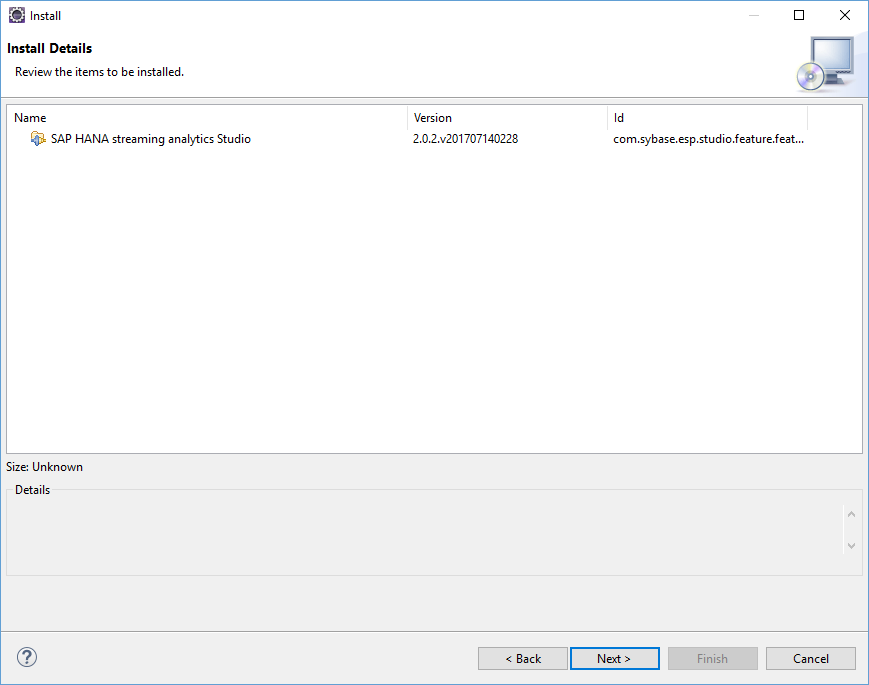 Install
Install Details
Review the items to be installed.
Name Version Id
SAP HANA streaming analytics Studio 2.0.2.v201707140228 com.sybase.esp.studio.feature.feat...
Size: Unknown
Details
? < Back Next > Finish Cancel